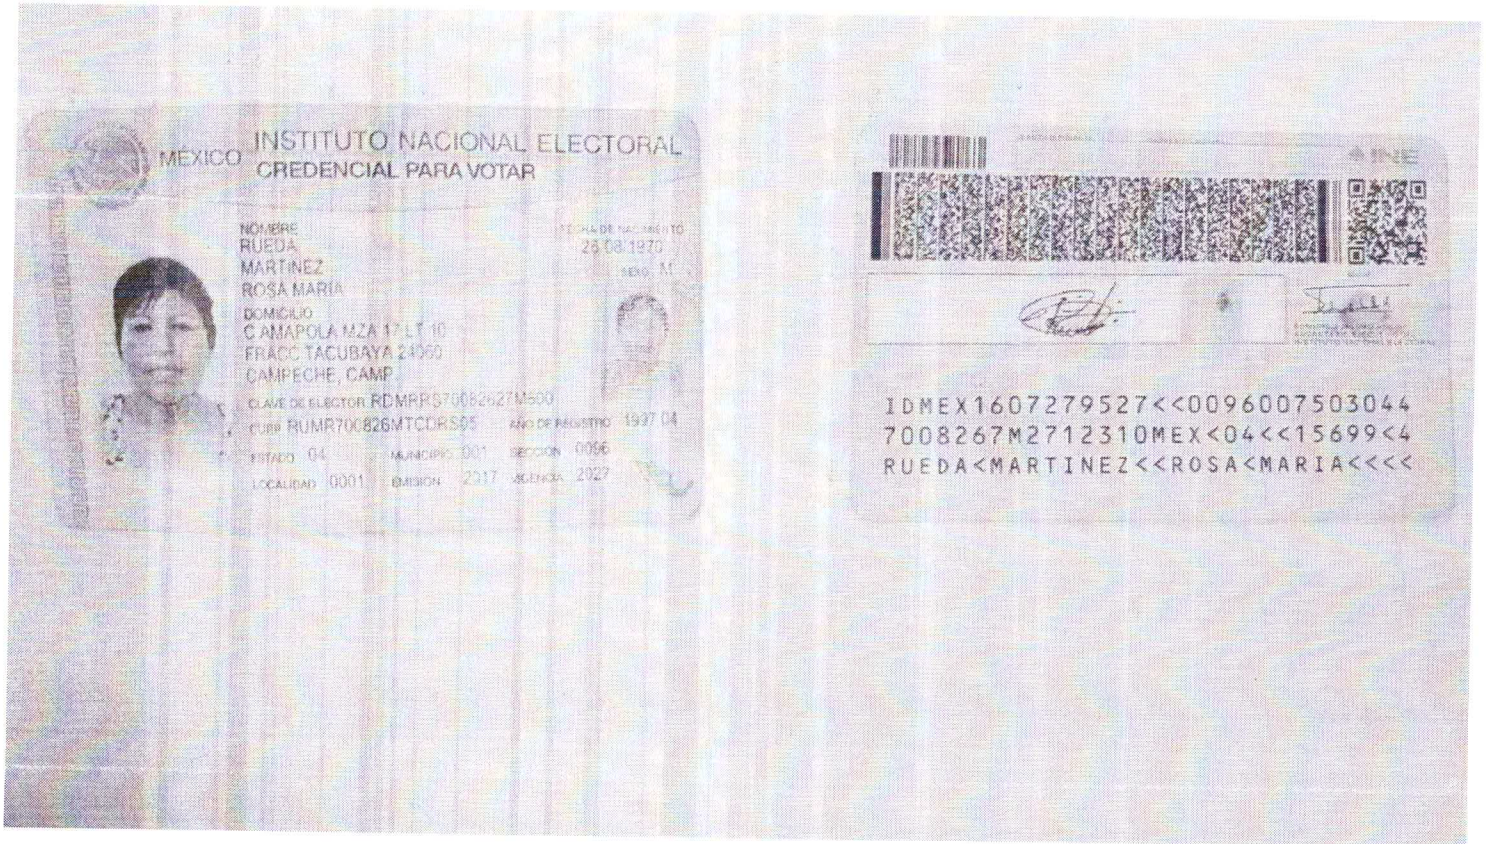 MÉXICO
INSTITUTO NACIONAL ELECTORAL
CREDENCIAL PARA VOTAR
NOMBRE
RUEDA
MARTINEZ
ROSA MARIA
FECHA DE NACIMIENTO
26/08/1970
SEXO M
DOMICILIO
C AMAPOLA MZA 17 LT 10
FRACC TACUBAYA 24060
CAMPECHE, CAMP.
CLAVE DE ELECTOR RDMRRS70082627M600
CURP RUMR700826MTCDRS05 AÑO DE REGISTRO 1997 04
ESTADO 04 MUNICIPIO 001 SECCIÓN 0096
LOCALIDAD 0001 EMISIÓN 2017 VIGENCIA 2027
INE
IDMEX1607279527<<0096007503044
7008267M2712310MEX<04<<15699<4
RUEDA<MARTINEZ<<ROSA<MARIA<<<<